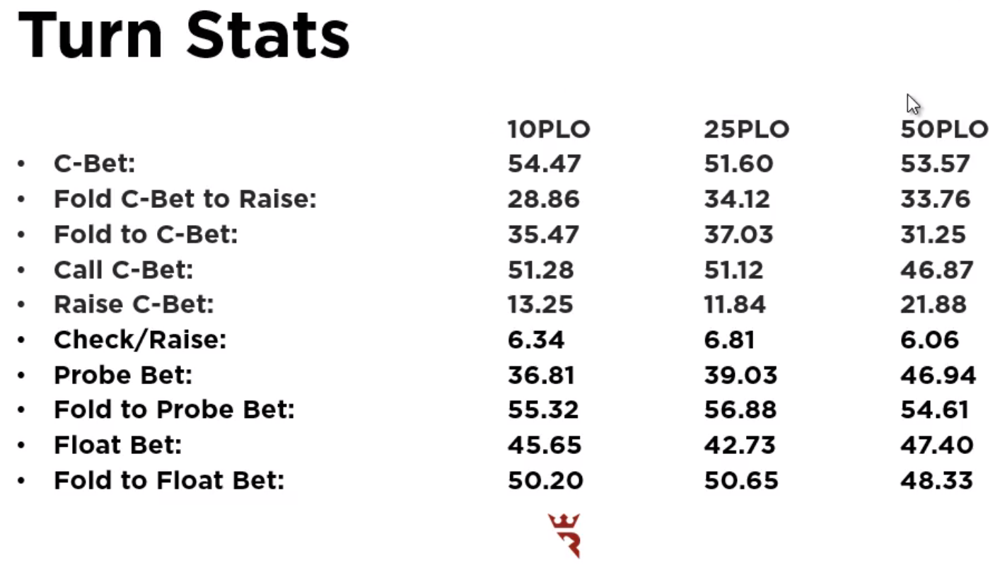 Turn Stats
10PLO 25PLO 50PLO
• C-Bet: 54.47 51.60 53.57
• Fold C-Bet to Raise: 28.86 34.12 33.76
• Fold to C-Bet: 35.47 37.03 31.25
• Call C-Bet: 51.28 51.12 46.87
• Raise C-Bet: 13.25 11.84 21.88
• Check/Raise: 6.34 6.81 6.06
• Probe Bet: 36.81 39.03 46.94
• Fold to Probe Bet: 55.32 56.88 54.61
• Float Bet: 45.65 42.73 47.40
• Fold to Float Bet: 50.20 50.65 48.33